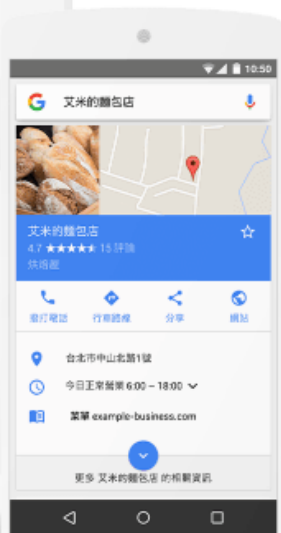 10:50
艾米的麵包店
艾米的麵包店
4.7 ★★★★★ 15 評論
烘焙屋
撥打電話 行車路線 分享 網站
台北市中山北路1號
今日正常營業 6:00 – 18:00
菜單 example-business.com
更多 艾米的麵包店 的相關資訊